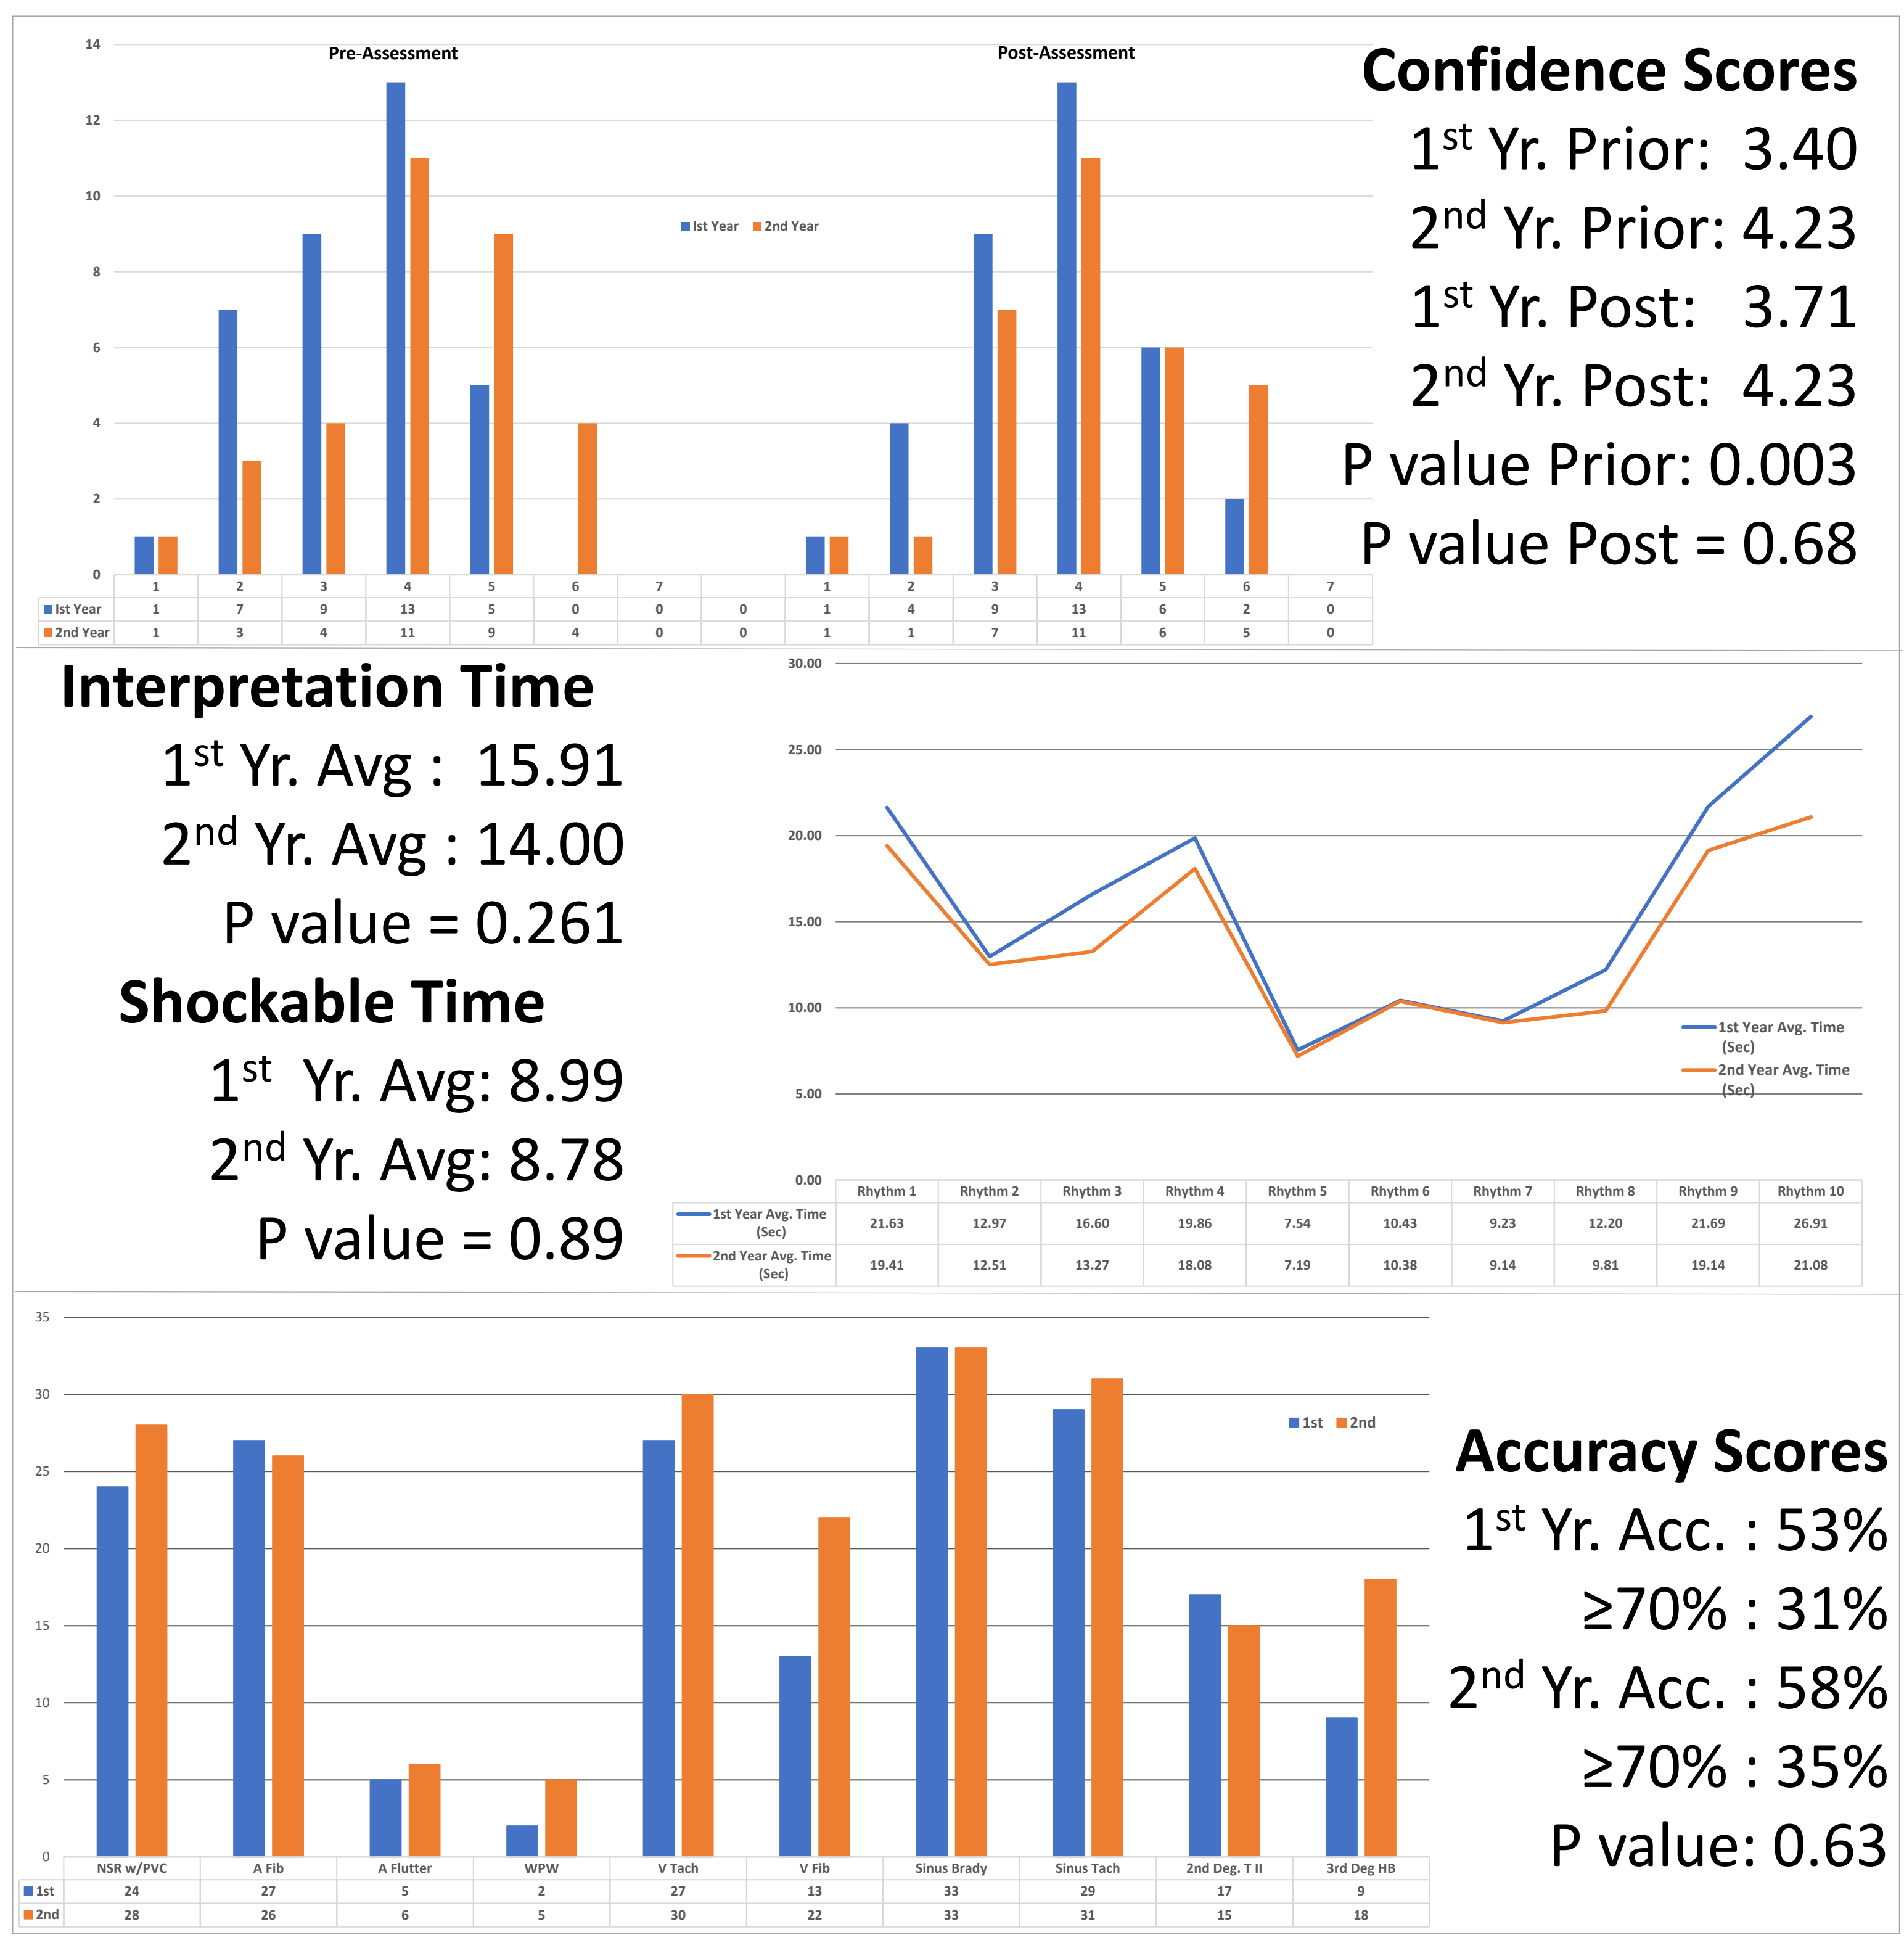 Pre-Assessment
Post-Assessment
14
12
10
8
6
4
2
0
Ist Year 2nd Year
1 2 3 4 5 6 7 1 2 3 4 5 6 7
Ist Year 1 7 9 13 5 0 0 0 1 4 9 13 6 2 0
2nd Year 1 3 4 11 9 4 0 0 1 1 7 11 6 5 0
Confidence Scores
1st Yr. Prior: 3.40
2nd Yr. Prior: 4.23
1st Yr. Post: 3.71
2nd Yr. Post: 4.23
P value Prior: 0.003
P value Post = 0.68
Interpretation Time
1st Yr. Avg : 15.91
2nd Yr. Avg : 14.00
P value = 0.261
Shockable Time
1st Yr. Avg: 8.99
2nd Yr. Avg: 8.78
P value = 0.89
30.00
25.00
20.00
15.00
10.00
5.00
0.00
1st Year Avg. Time
(Sec)
2nd Year Avg. Time
(Sec)
Rhythm 1 Rhythm 2 Rhythm 3 Rhythm 4 Rhythm 5 Rhythm 6 Rhythm 7 Rhythm 8 Rhythm 9 Rhythm 10
1st Year Avg. Time
(Sec) 21.63 12.97 16.60 19.86 7.54 10.43 9.23 12.20 21.69 26.91
2nd Year Avg. Time
(Sec) 19.41 12.51 13.27 18.08 7.19 10.38 9.14 9.81 19.14 21.08
35
30
25
20
15
10
5
0
1st 2nd
NSR w/PVC A Fib A Flutter WPW V Tach V Fib Sinus Brady Sinus Tach 2nd Deg. T II 3rd Deg HB
1st 24 27 5 2 27 13 33 29 17 9
2nd 28 26 6 5 30 22 33 31 15 18
Accuracy Scores
1st Yr. Acc. : 53%
≥70% : 31%
2nd Yr. Acc. : 58%
≥70% : 35%
P value: 0.63